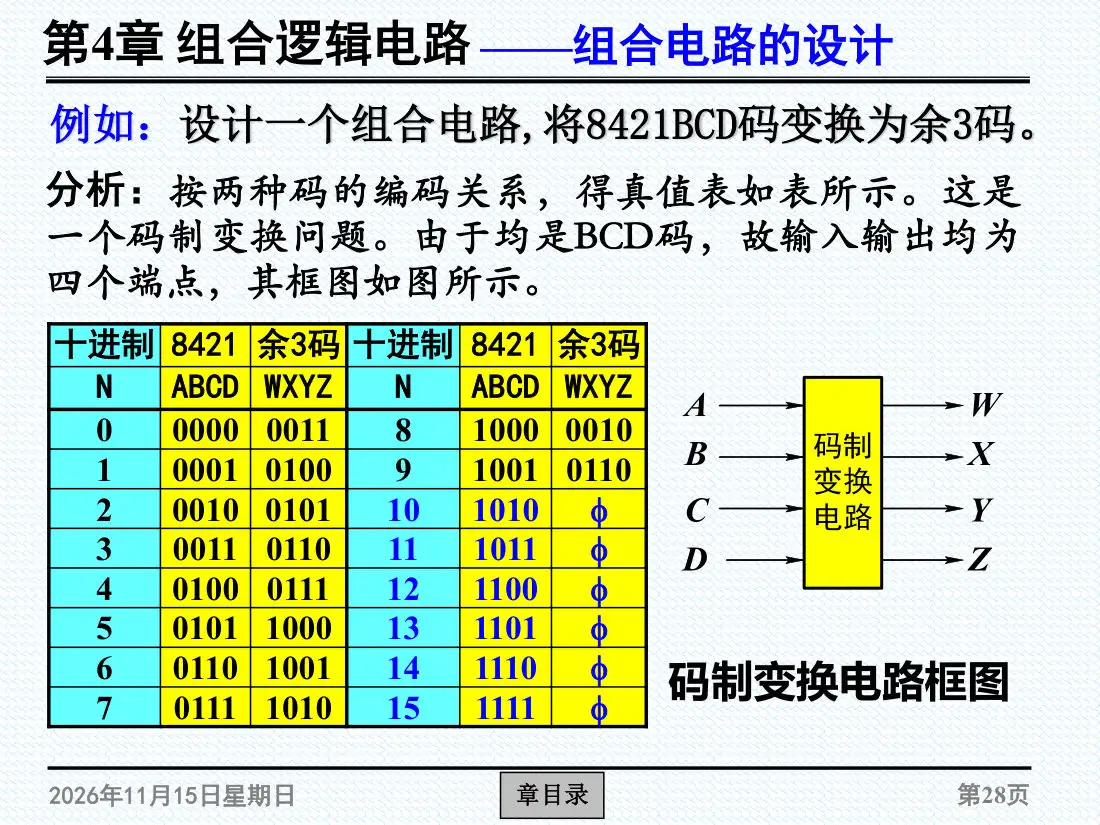 第4章 组合逻辑电路 ——组合电路的设计
例如：设计一个组合电路,将8421BCD码变换为余3码。
分析：按两种码的编码关系，得真值表如表所示。这是
一个码制变换问题。由于均是BCD码，故输入输出均为
四个端点，其框图如图所示。
十进制 8421 余3码 十进制 8421 余3码
N ABCD WXYZ N ABCD WXYZ
0 0000 0011 8 1000 0010
1 0001 0100 9 1001 0110
2 0010 0101 10 1010 ϕ
3 0011 0110 11 1011 ϕ
4 0100 0111 12 1100 ϕ
5 0101 1000 13 1101 ϕ
6 0110 1001 14 1110 ϕ
7 0111 1010 15 1111 ϕ
A W
B X
C Y
D Z
码制
变换
电路
码制变换电路框图
2026年11月15日星期日 章目录 第28页